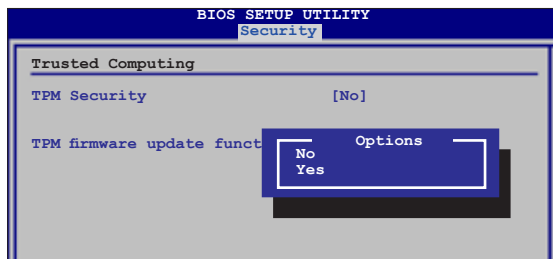 BIOS SETUP UTILITY
Security
Trusted Computing
TPM Security [No]
TPM firmware update funct
Options
No
Yes